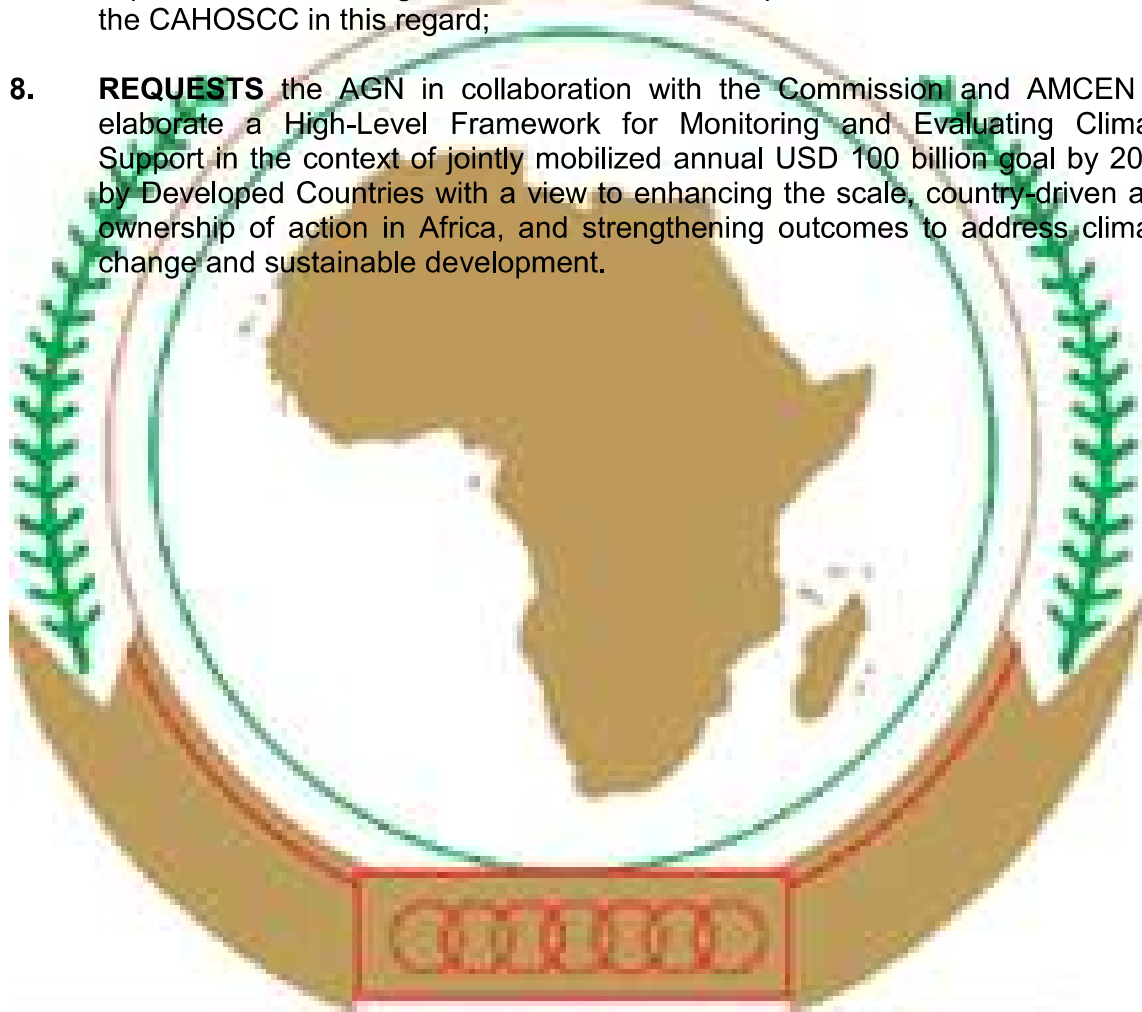 the CAHOSCC in this regard;
8. REQUESTS the AGN in collaboration with the Commission and AMCEN
elaborate a High-Level Framework for Monitoring and Evaluating Clima
Support in the context of jointly mobilized annual USD 100 billion goal by 20
by Developed Countries with a view to enhancing the scale, country-driven a
ownership of action in Africa, and strengthening outcomes to address clima
change and sustainable development.